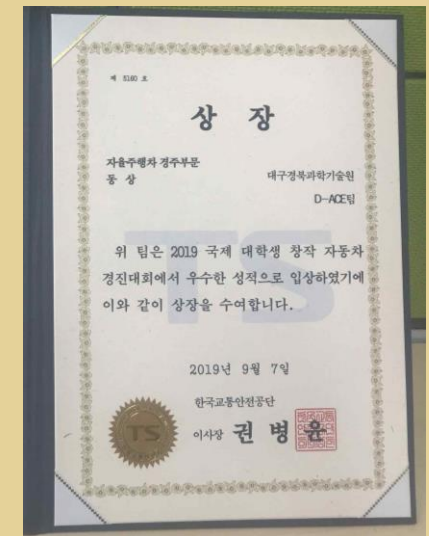 제 5160 호
상 장
자율주행차 경주부문
동 상
대구경북과학기술원
D-ACE팀
위 팀은 2019 국제 대학생 창작 자동차
경진대회에서 우수한 성적으로 입상하였기에
이와 같이 상장을 수여합니다.
2019년 9월 7일
한국교통안전공단
이사장 권 병 윤
TS
TS